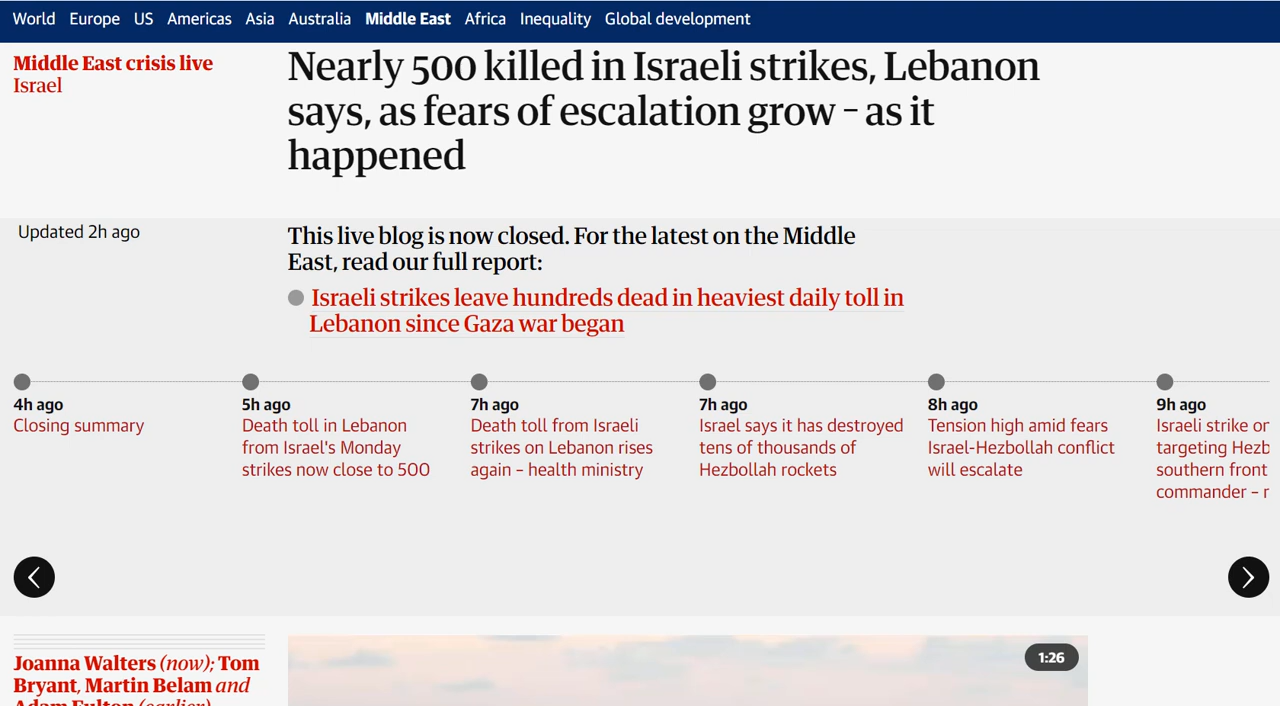 World Europe US Americas Asia Australia Middle East Africa Inequality Global development
Middle East crisis live
Israel
Nearly 500 killed in Israeli strikes, Lebanon
says, as fears of escalation grow – as it
happened
Updated 2h ago
This live blog is now closed. For the latest on the Middle
East, read our full report:
Israeli strikes leave hundreds dead in heaviest daily toll in
Lebanon since Gaza war began
4h ago
Closing summary
5h ago
Death toll in Lebanon
from Israel's Monday
strikes now close to 500
7h ago
Death toll from Israeli
strikes on Lebanon rises
again – health ministry
7h ago
Israel says it has destroyed
tens of thousands of
Hezbollah rockets
8h ago
Tension high amid fears
Israel-Hezbollah conflict
will escalate
9h ago
Israeli strike on
targeting Hezb
southern front
commander – r
Joanna Walters (now); Tom
Bryant, Martin Belam and
Adam Fulton (earlier)
1:26